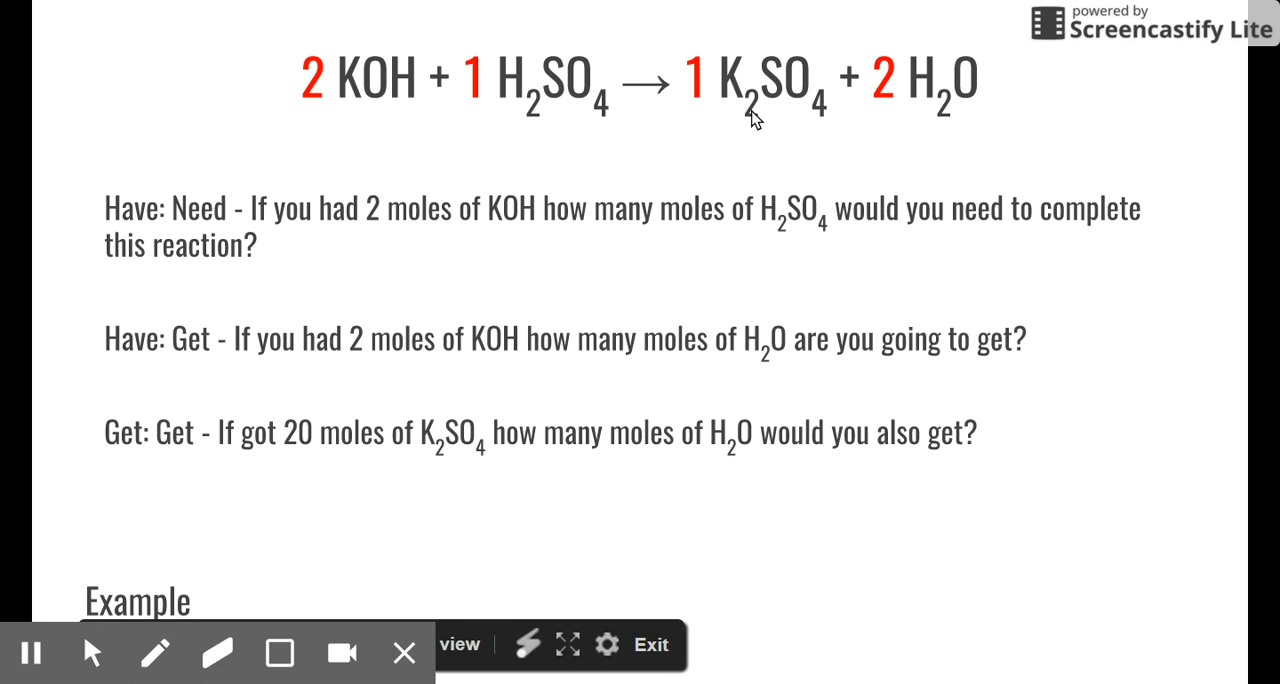 powered by
Screencastify Lite
2 KOH + 1 H₂SO₄ → 1 K₂SO₄ + 2 H₂O
Have: Need - If you had 2 moles of KOH how many moles of H₂SO₄ would you need to complete
this reaction?
Have: Get - If you had 2 moles of KOH how many moles of H₂O are you going to get?
Get: Get - If got 20 moles of K₂SO₄ how many moles of H₂O would you also get?
Example
view Exit